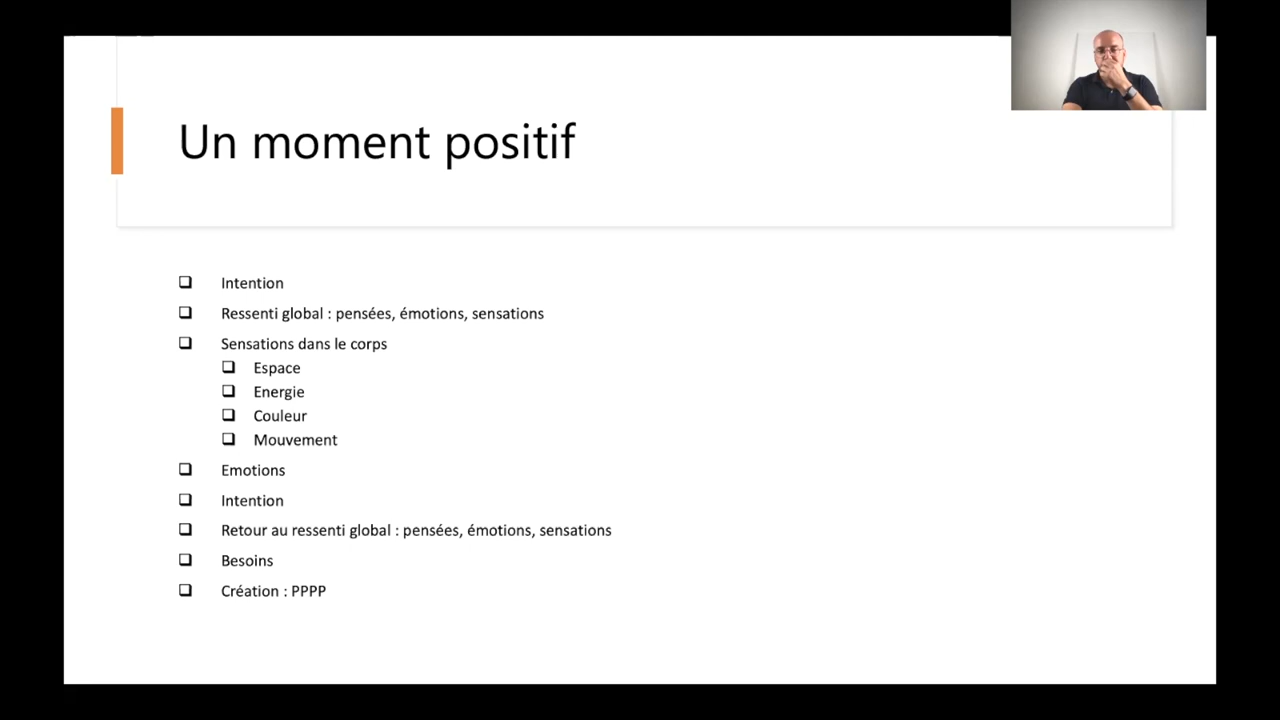 Un moment positif
Intention
Ressenti global : pensées, émotions, sensations
Sensations dans le corps
Espace
Energie
Couleur
Mouvement
Emotions
Intention
Retour au ressenti global : pensées, émotions, sensations
Besoins
Création : PPPP